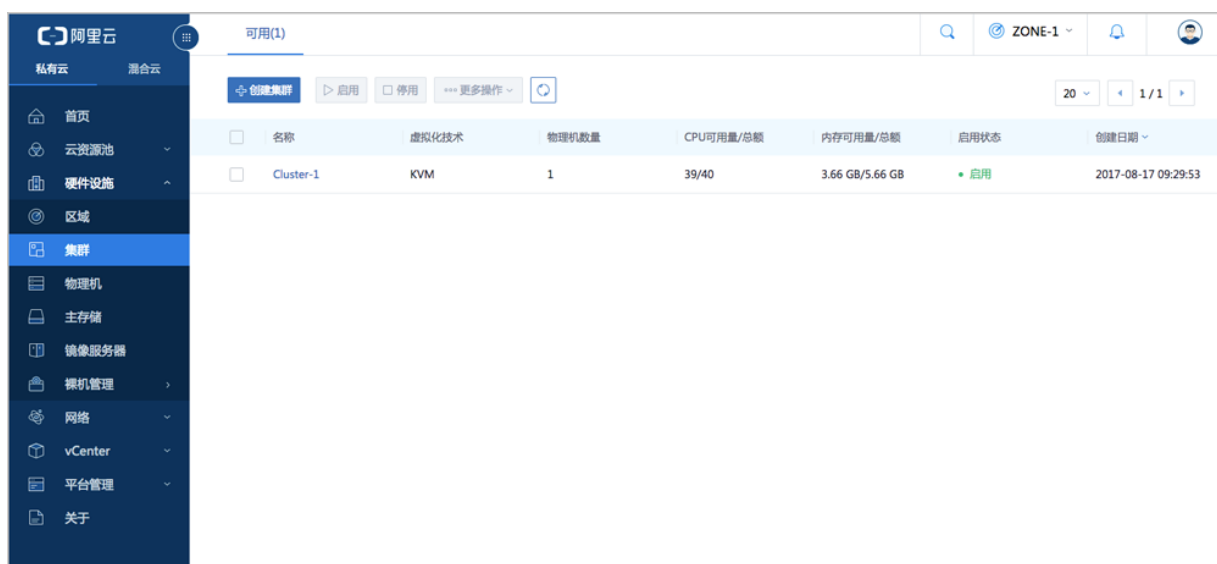 阿里云
可用(1)
ZONE-1
私有云 混合云
创建集群 启用 停用 更多操作
20 1 / 1
首页
云资源池
硬件设施
区域
集群
物理机
主存储
镜像服务器
裸机管理
网络
vCenter
平台管理
关于
名称 虚拟化技术 物理机数量 CPU可用量/总额 内存可用量/总额 启用状态 创建日期
Cluster-1 KVM 1 39/40 3.66 GB/5.66 GB 启用 2017-08-17 09:29:53